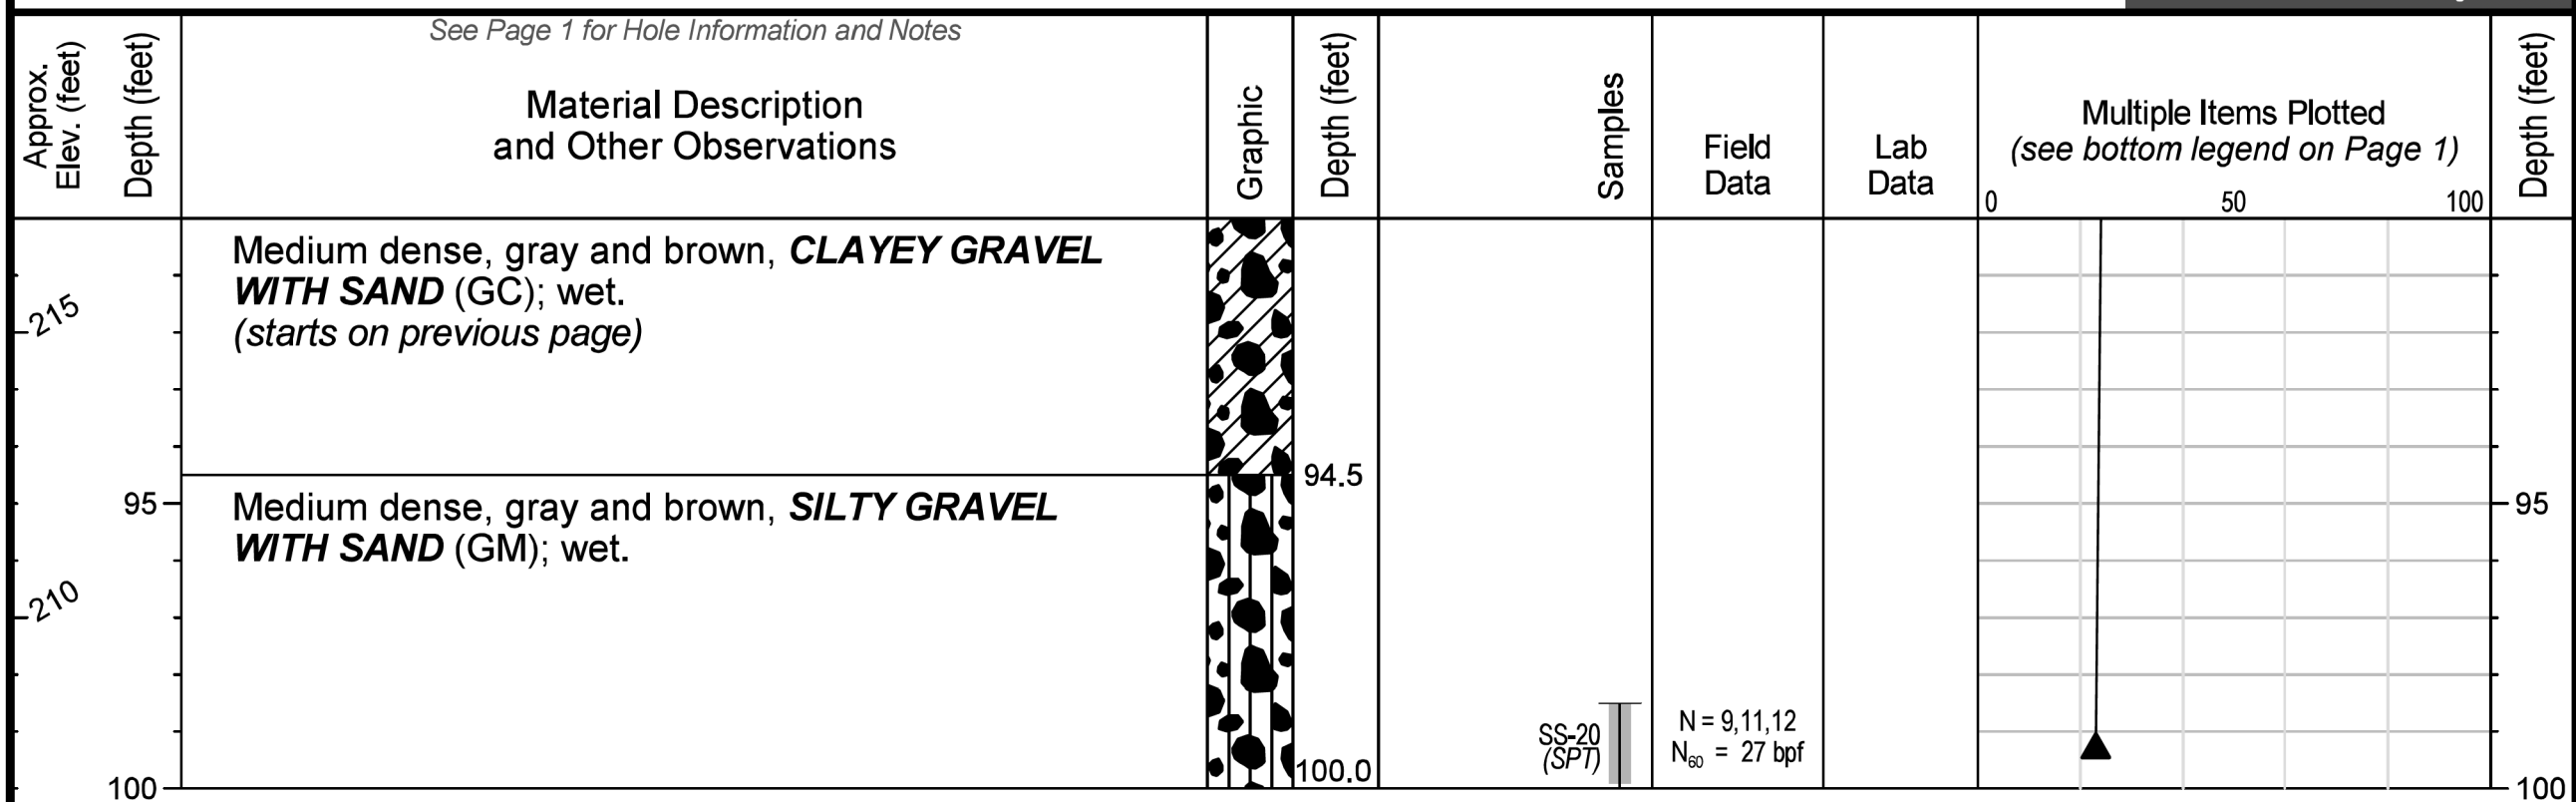 See Page 1 for Hole Information and Notes
Approx.
Elev. (feet)
Depth (feet)
Material Description
and Other Observations
Graphic
Depth (feet)
Samples
Field
Data
Lab
Data
Multiple Items Plotted
(see bottom legend on Page 1)
0 50 100
Depth (feet)
Medium dense, gray and brown, CLAYEY GRAVEL
WITH SAND (GC); wet.
(starts on previous page)
215
94.5
95
Medium dense, gray and brown, SILTY GRAVEL
WITH SAND (GM); wet.
95
210
SS-20
(SPT)
N = 9,11,12
N₆₀ = 27 bpf
100.0
100
100